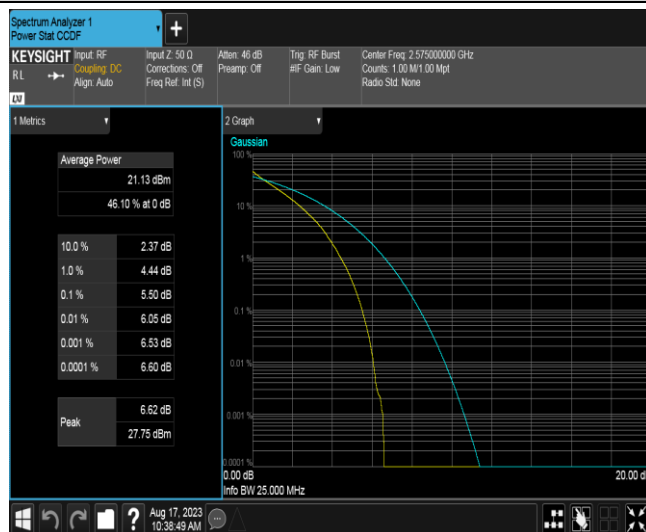 Spectrum Analyzer 1
Power Stat CCDF
KEYSIGHT
RL
LXI
Input: RF
Coupling: DC
Align: Auto
Input Z: 50 Ω
Corrections: Off
Freq Ref: Int (S)
Atten: 46 dB
Preamp: Off
Trig: RF Burst
#IF Gain: Low
Center Freq: 2.575000000 GHz
Counts: 1.00 M/1.00 Mpt
Radio Std: None
1 Metrics
Average Power
21.13 dBm
46.10 % at 0 dB
10.0 % 2.37 dB
1.0 % 4.44 dB
0.1 % 5.50 dB
0.01 % 6.05 dB
0.001 % 6.53 dB
0.0001 % 6.60 dB
Peak
6.62 dB
27.75 dBm
2 Graph
Gaussian
100 %
10 %
1 %
0.1 %
0.01 %
0.001 %
0.0001 %
0.00 dB
20.00 d
Info BW 25.000 MHz
?
Aug 17, 2023
10:38:49 AM